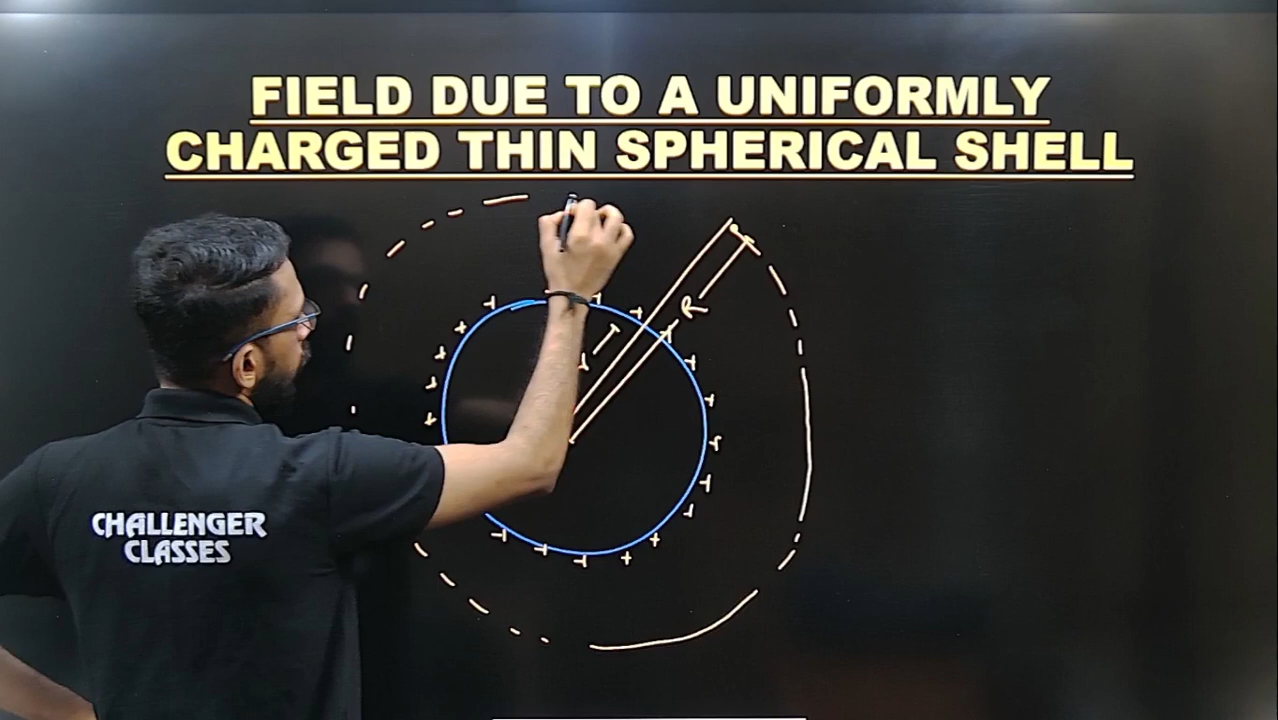 FIELD DUE TO A UNIFORMLY
CHARGED THIN SPHERICAL SHELL
R
CHALLENGER
CLASSES